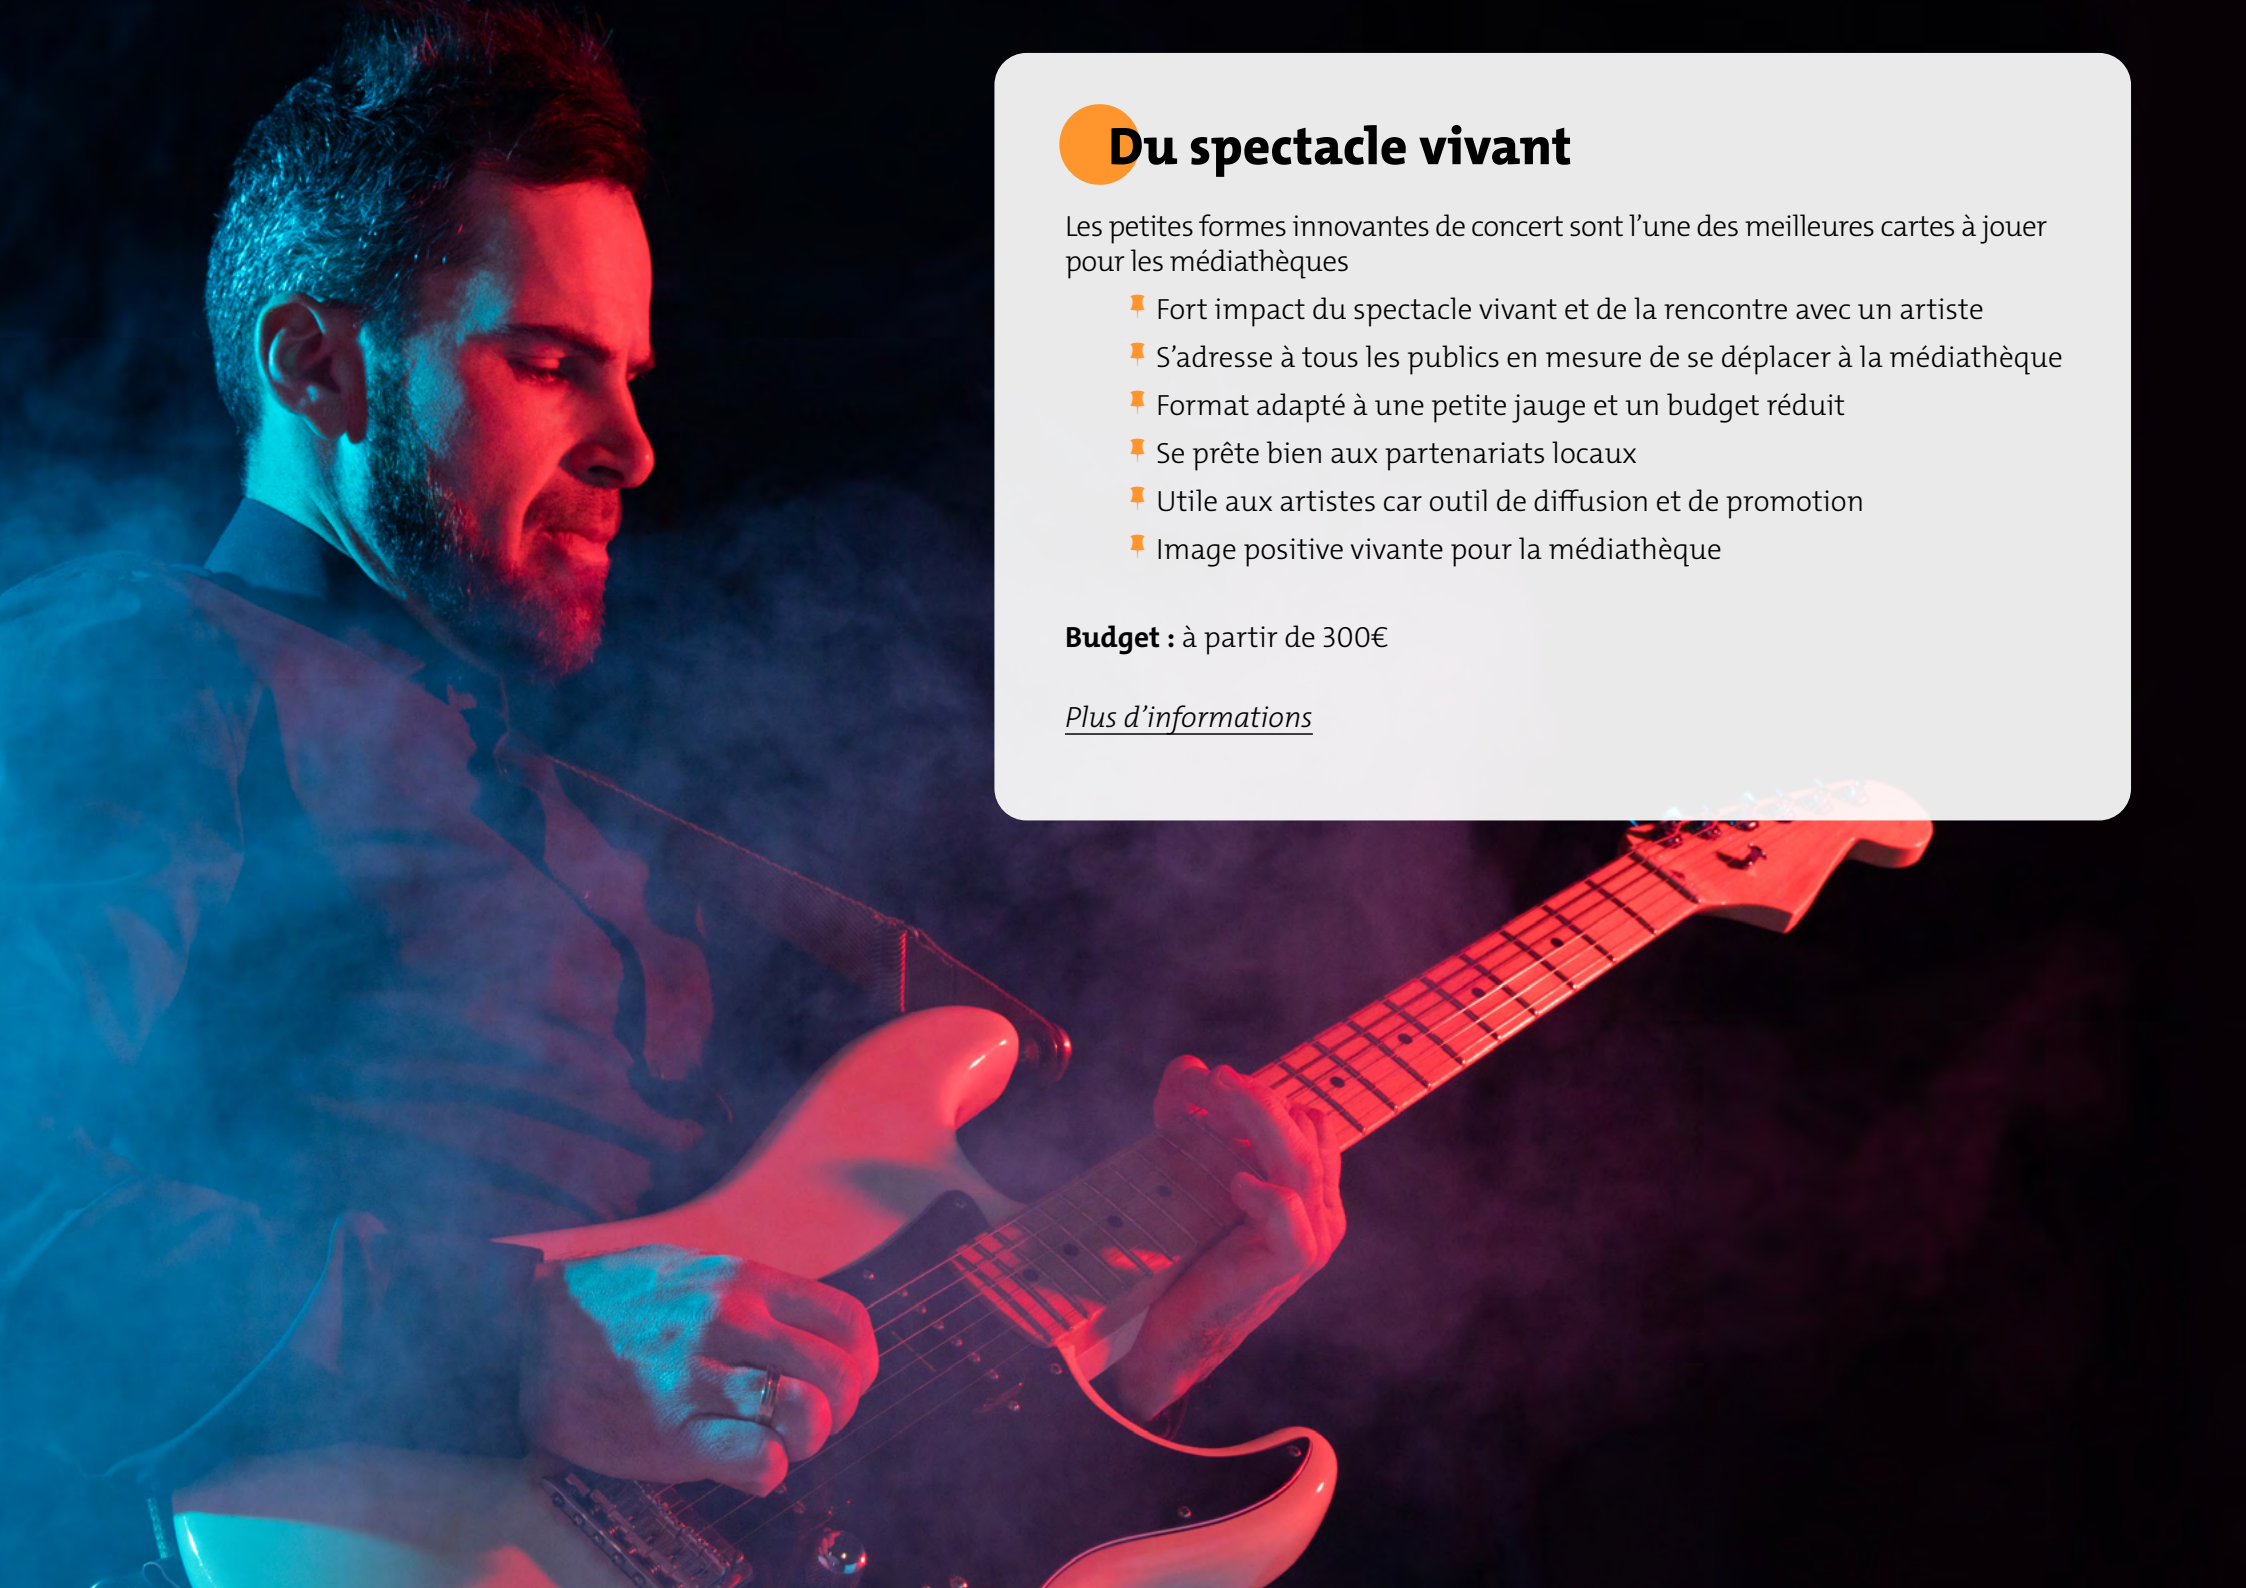 Du spectacle vivant
Les petites formes innovantes de concert sont l’une des meilleures cartes à jouer
pour les médiathèques
Fort impact du spectacle vivant et de la rencontre avec un artiste
S’adresse à tous les publics en mesure de se déplacer à la médiathèque
Format adapté à une petite jauge et un budget réduit
Se prête bien aux partenariats locaux
Utile aux artistes car outil de diffusion et de promotion
Image positive vivante pour la médiathèque
Budget : à partir de 300€
Plus d’informations